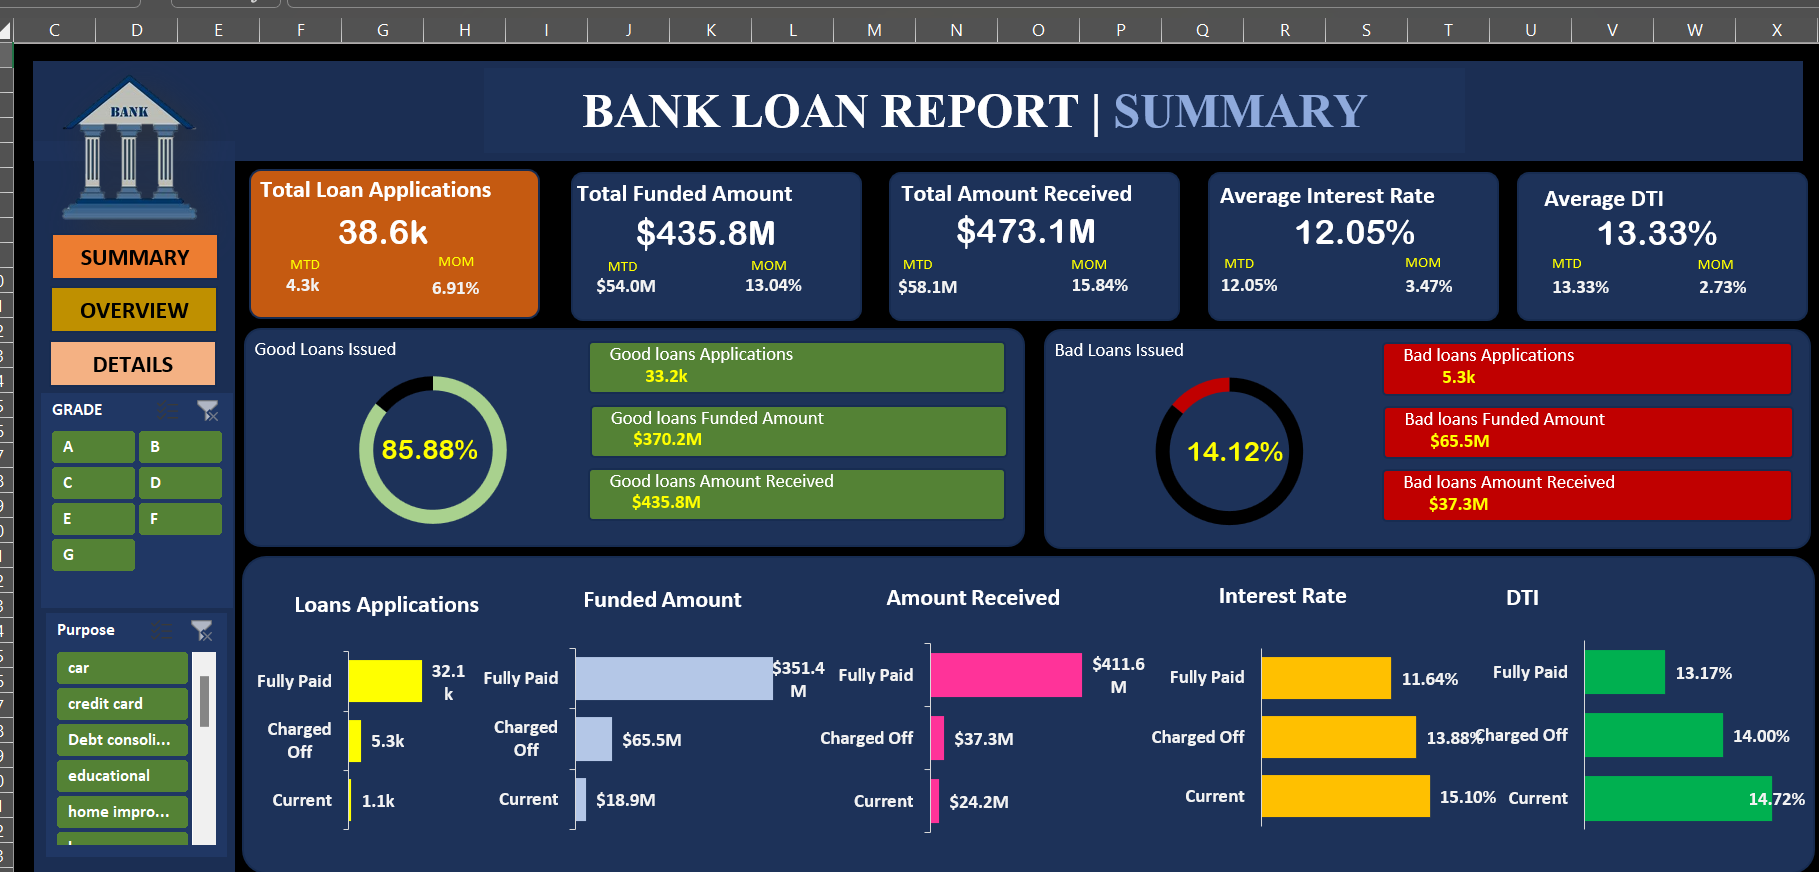 C D E F G H I J K L M N O P Q R S T U V W X
BANK
BANK LOAN REPORT | SUMMARY
SUMMARY
OVERVIEW
DETAILS
GRADE
A B
C D
E F
G
Purpose
car
credit card
Debt consoli...
educational
home impro...
Total Loan Applications
38.6k
MTD MOM
4.3k 6.91%
Total Funded Amount
$435.8M
MTD MOM
$54.0M 13.04%
Total Amount Received
$473.1M
MTD MOM
$58.1M 15.84%
Average Interest Rate
12.05%
MTD MOM
12.05% 3.47%
Average DTI
13.33%
MTD MOM
13.33% 2.73%
Good Loans Issued
85.88%
Good loans Applications
33.2k
Good loans Funded Amount
$370.2M
Good loans Amount Received
$435.8M
Bad Loans Issued
14.12%
Bad loans Applications
5.3k
Bad loans Funded Amount
$65.5M
Bad loans Amount Received
$37.3M
Loans Applications
Fully Paid 32.1
k
Charged
Off 5.3k
Current 1.1k
Funded Amount
Fully Paid $351.4
M
Charged
Off $65.5M
Current $18.9M
Amount Received
Fully Paid $411.6
M
Charged Off $37.3M
Current $24.2M
Interest Rate
Fully Paid 11.64%
Charged Off 13.88%
Current 15.10%
DTI
Fully Paid 13.17%
Charged Off 14.00%
Current 14.72%